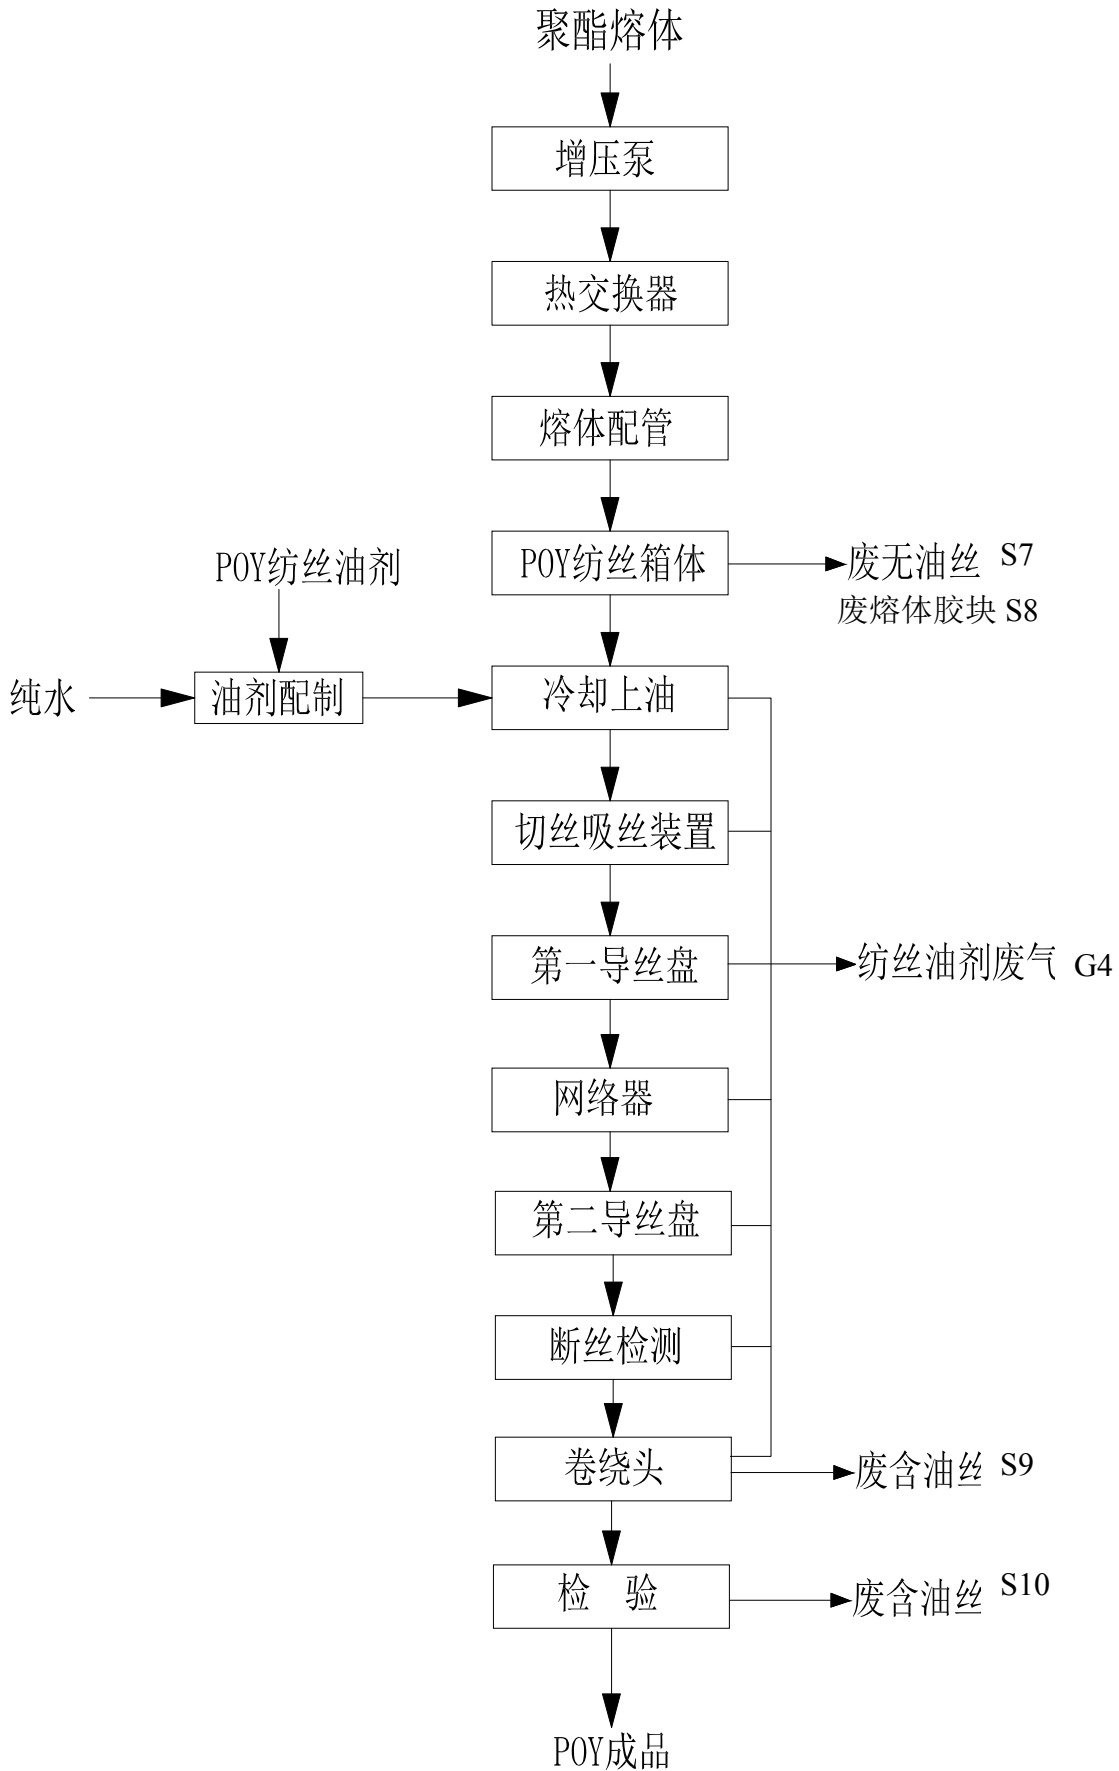 聚酯熔体
增压泵
热交换器
熔体配管
POY纺丝箱体
废无油丝 S7
废熔体胶块 S8
POY纺丝油剂
纯水
油剂配制
冷却上油
切丝吸丝装置
第一导丝盘
纺丝油剂废气 G4
网络器
第二导丝盘
断丝检测
卷绕头
废含油丝 S9
检 验
废含油丝 S10
POY成品